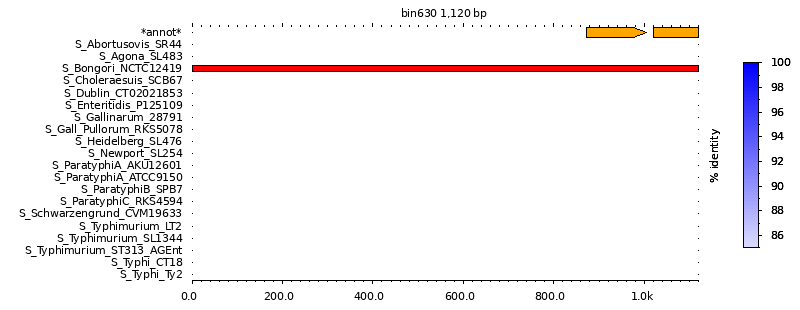 bin630 1,120 bp
*annot*
S_Abortusovis_SR44
S_Agona_SL483
S_Bongori_NCTC12419
S_Choleraesuis_SCB67
S_Dublin_CT02021853
S_Enteritidis_P125109
S_Gallinarum_28791
S_Gall_Pullorum_RKS5078
S_Heidelberg_SL476
S_Newport_SL254
S_ParatyphiA_AKU12601
S_ParatyphiA_ATCC9150
S_ParatyphiB_SPB7
S_ParatyphiC_RKS4594
S_Schwarzengrund_CVM19633
S_Typhimurium_LT2
S_Typhimurium_SL1344
S_Typhimurium_ST313_AGEnt
S_Typhi_CT18
S_Typhi_Ty2
0.0 200.0 400.0 600.0 800.0 1.0k
% identity
100
98
96
94
92
90
88
86